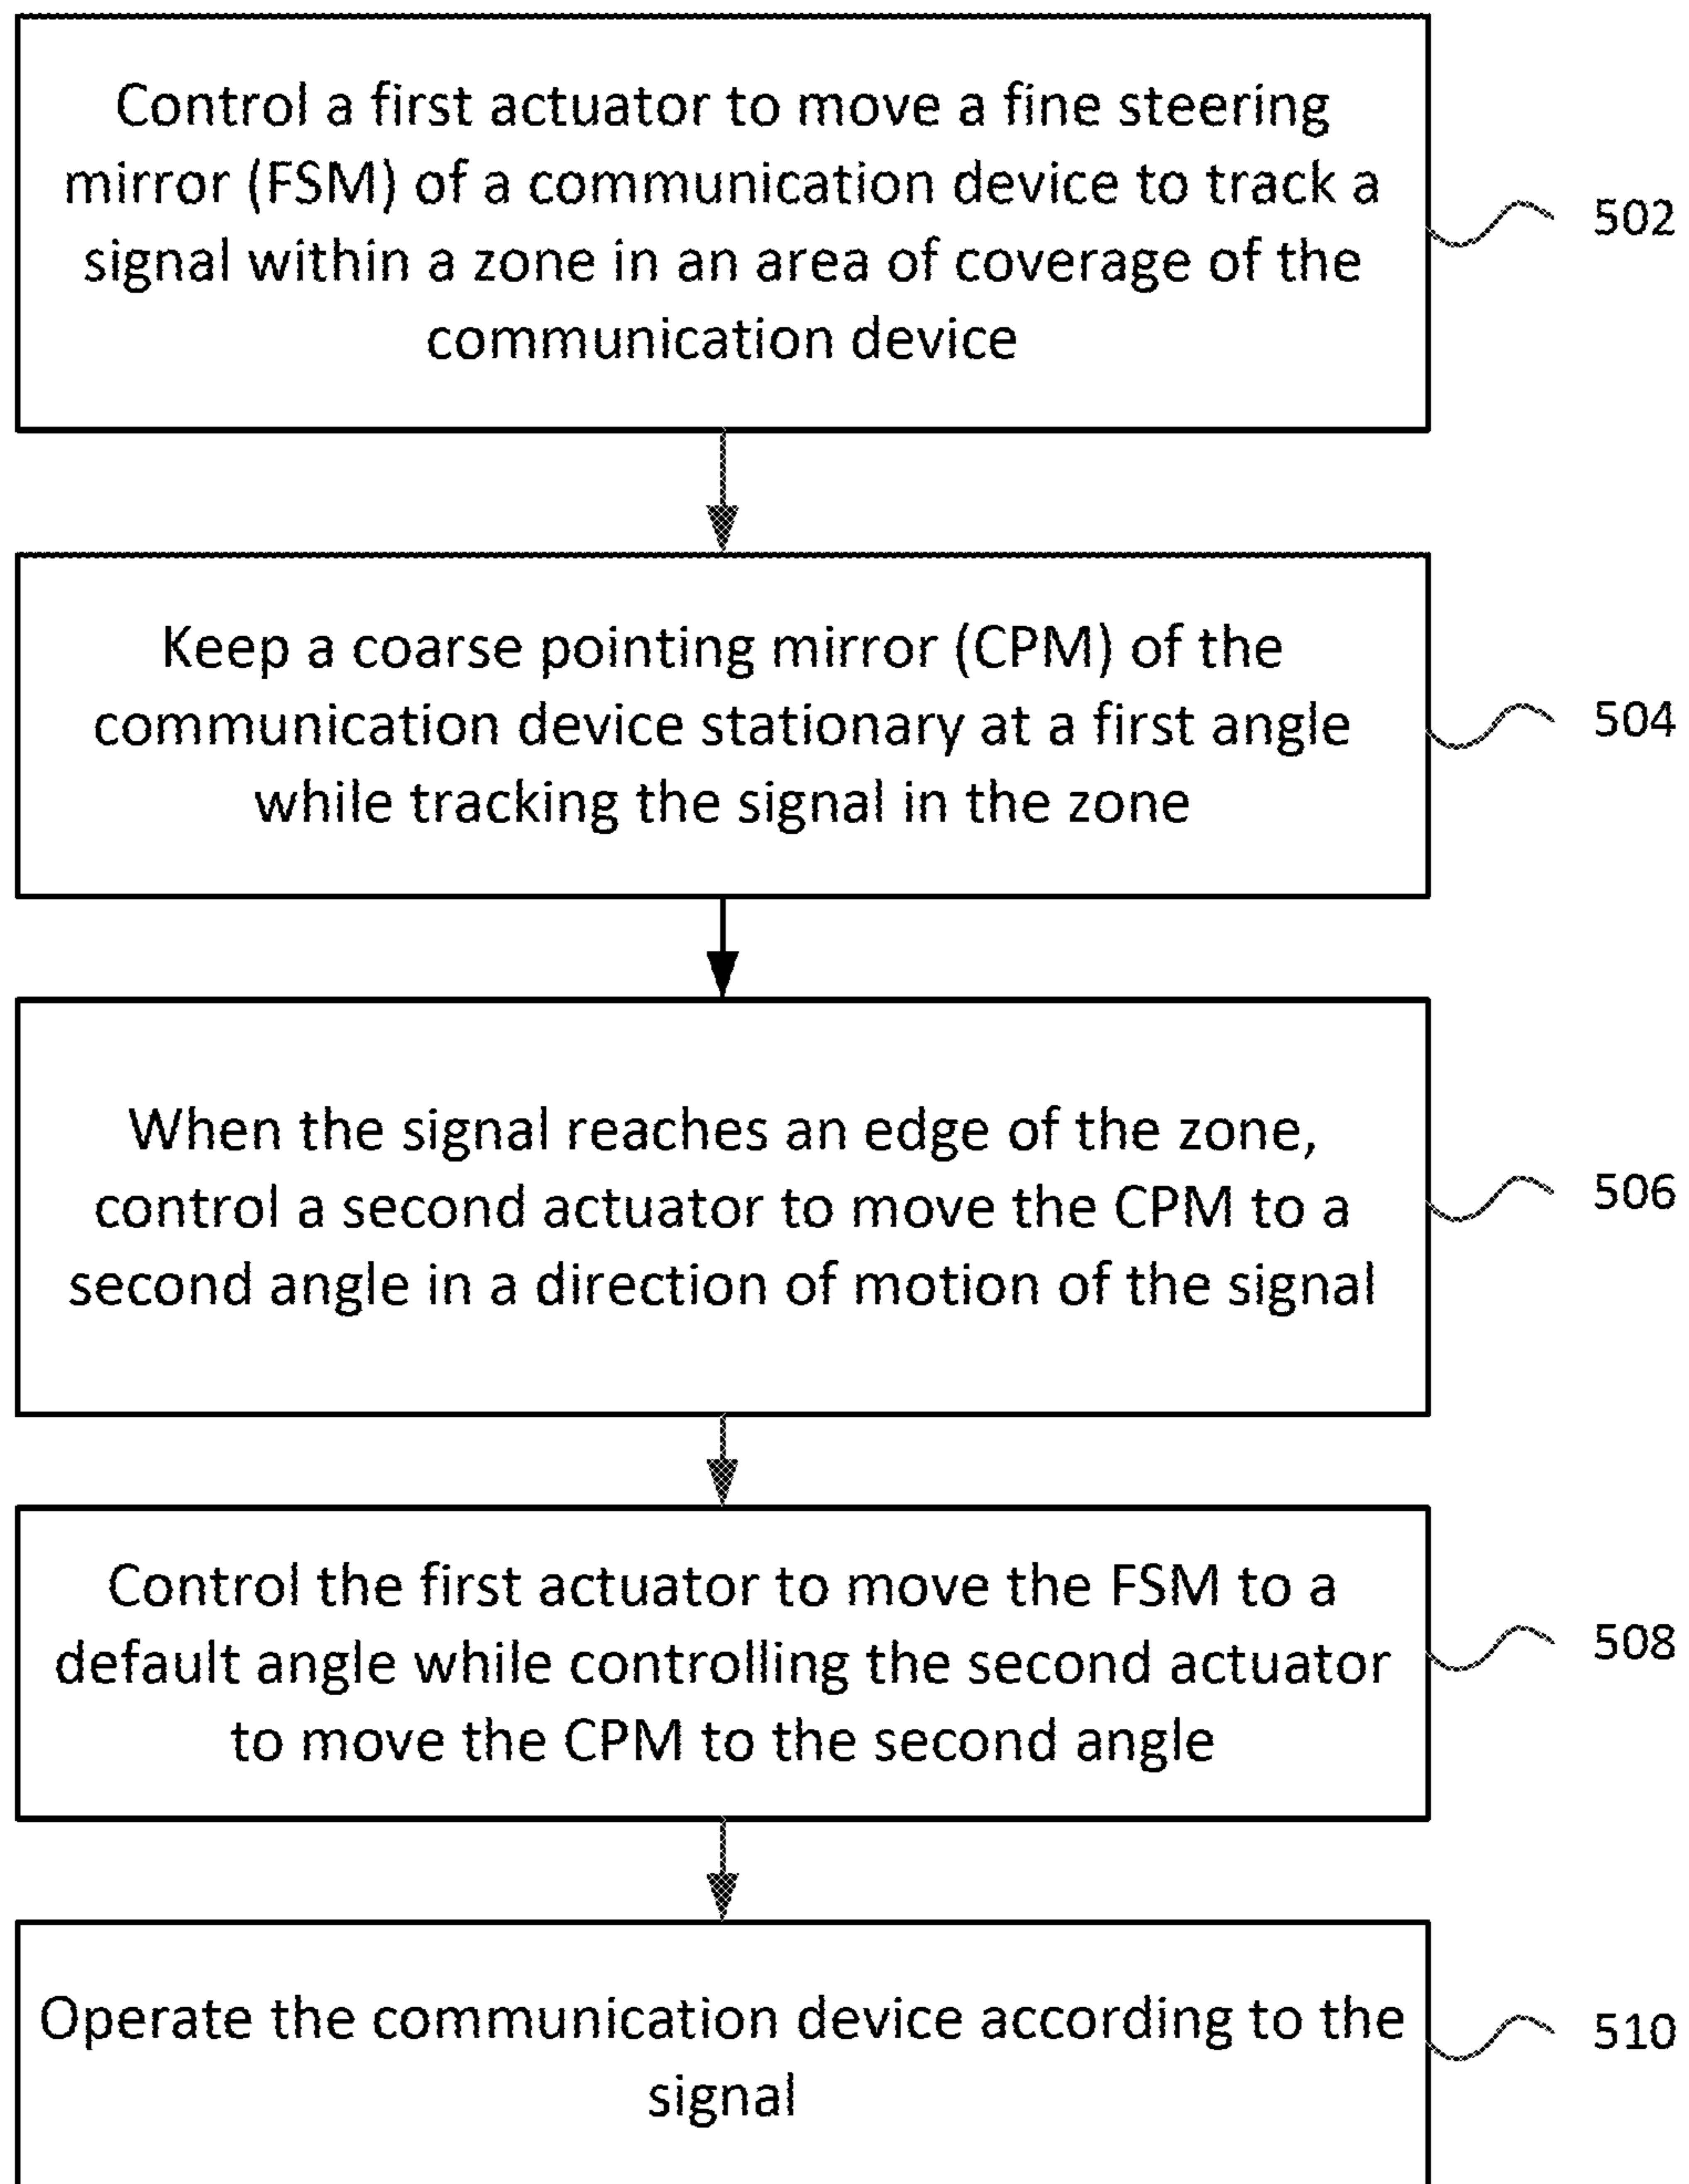 Control a first actuator to move a fine steering
mirror (FSM) of a communication device to track a
signal within a zone in an area of coverage of the
communication device
502
Keep a coarse pointing mirror (CPM) of the
communication device stationary at a first angle
while tracking the signal in the zone
504
When the signal reaches an edge of the zone,
control a second actuator to move the CPM to a
second angle in a direction of motion of the signal
506
Control the first actuator to move the FSM to a
default angle while controlling the second actuator
to move the CPM to the second angle
508
Operate the communication device according to the
signal
510